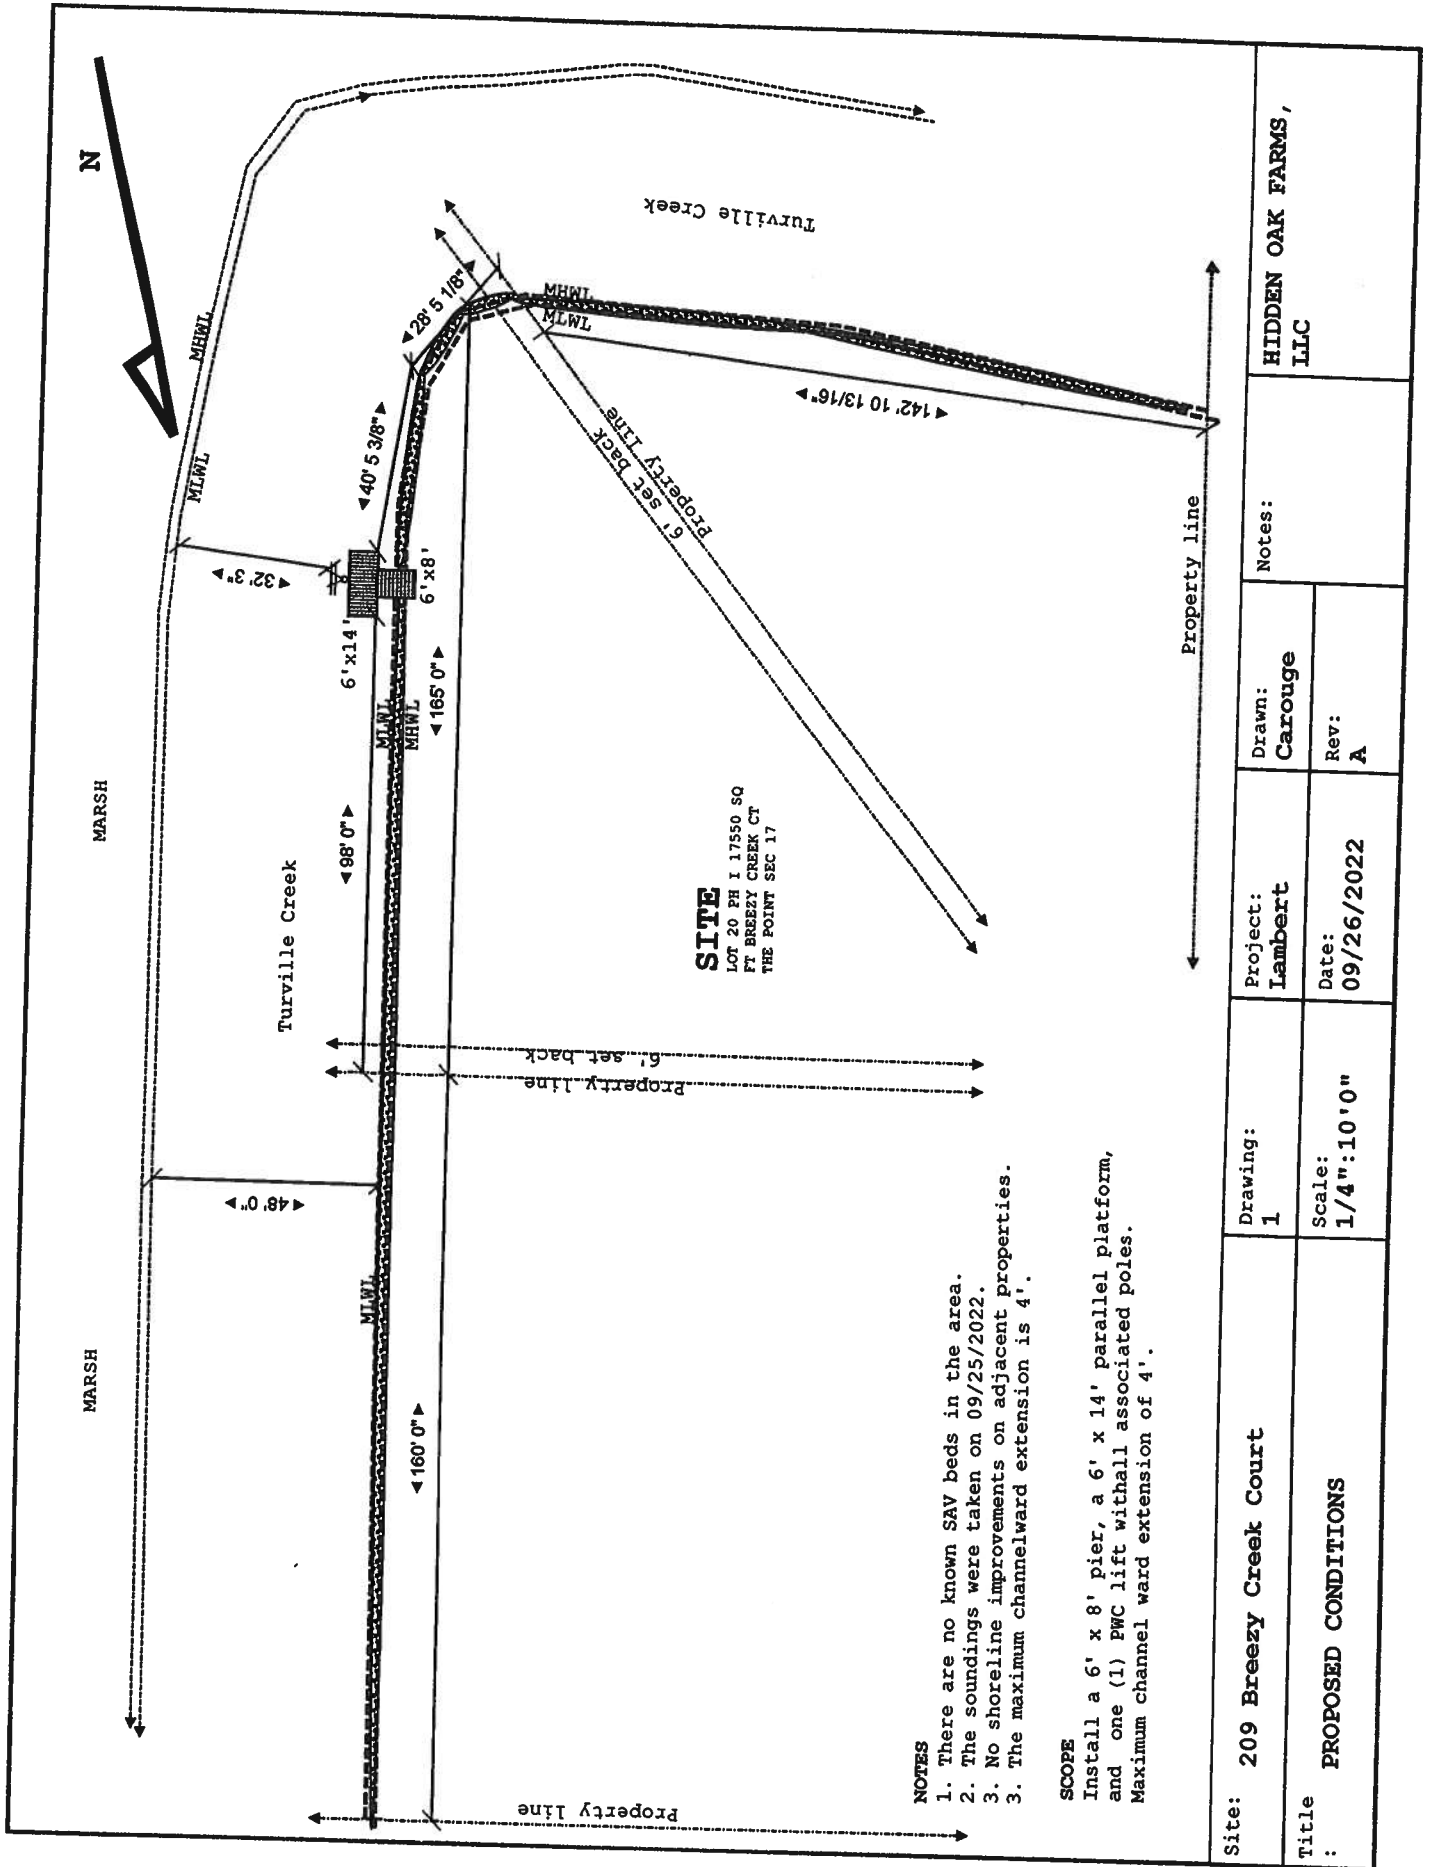 N
MARSH
MARSH
MHWL
MLWL
Turville Creek
Turville Creek
◄48' 0"►
◄32' 3"►
◄98' 0"►
6'x14'
6'x8'
◄40' 5 3/8"►
◄28' 5 1/8"►
MLWL
MLWL
MHWL
MHWL
MLWL
◄160' 0"►
◄165' 0"►
◄142' 10 13/16"►
Property line
Property line
6' set back
6' set back
Property line
Property line
SITE
LOT 20 PH I 17550 SQ
FT BREEZY CREEK CT
THE POINT SEC 17
NOTES
1. There are no known SAV beds in the area.
2. The soundings were taken on 09/25/2022.
3. No shoreline improvements on adjacent properties.
3. The maximum channelward extension is 4'.
SCOPE
Install a 6' x 8' pier, a 6' x 14' parallel platform,
and one (1) PWC lift withall associated poles.
Maximum channel ward extension of 4'.
Site: 209 Breezy Creek Court
Title : PROPOSED CONDITIONS
Drawing:
1
Scale:
1/4":10'0"
Project:
Lambert
Date:
09/26/2022
Drawn:
Carouge
Rev:
A
Notes:
HIDDEN OAK FARMS,
LLC